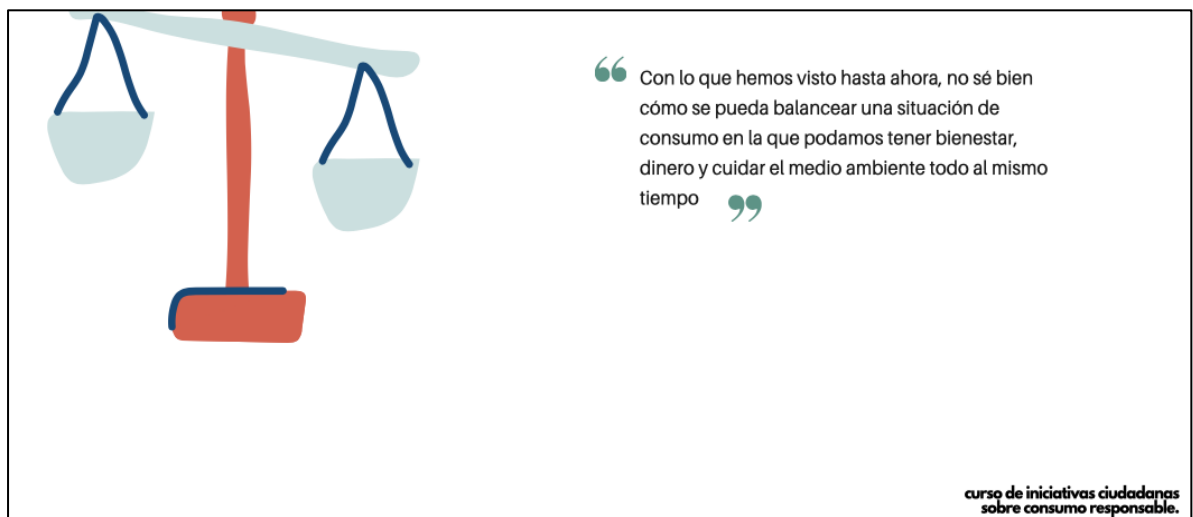 “ Con lo que hemos visto hasta ahora, no sé bien
cómo se pueda balancear una situación de
consumo en la que podamos tener bienestar,
dinero y cuidar el medio ambiente todo al mismo
tiempo ”
curso de iniciativas ciudadanas
sobre consumo responsable.